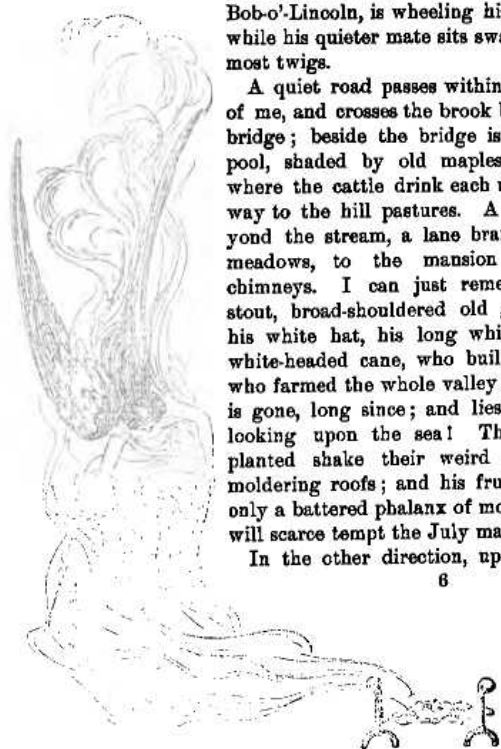 Bob-o'-Lincoln, is wheeling hi
while his quieter mate sits swa
most twigs.
A quiet road passes within
of me, and crosses the brook b
bridge; beside the bridge is
pool, shaded by old maples
where the cattle drink each
way to the hill pastures. A
yond the stream, a lane bra
meadows, to the mansion
chimneys. I can just reme
stout, broad-shouldered old
his white hat, his long whi
white-headed cane, who buil
who farmed the whole valley
is gone, long since; and lies
looking upon the sea! Th
planted shake their weird
moldering roofs; and his fru
only a battered phalanx of mo
will scarce tempt the July ma
In the other direction, up
6